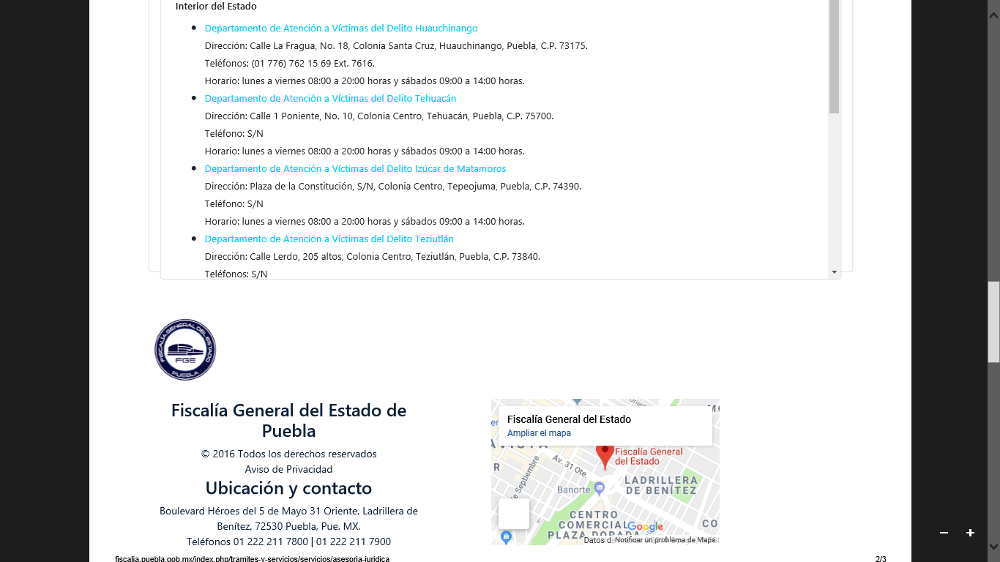 Interior del Estado
Departamento de Atención a Víctimas del Delito Huauchinango
Dirección: Calle La Fragua, No. 18, Colonia Santa Cruz, Huauchinango, Puebla, C.P. 73175.
Teléfonos: (01 776) 762 15 69 Ext. 7616.
Horario: lunes a viernes 08:00 a 20:00 horas y sábados 09:00 a 14:00 horas.
Departamento de Atención a Víctimas del Delito Tehuacán
Dirección: Calle 1 Poniente, No. 10, Colonia Centro, Tehuacán, Puebla, C.P. 75700.
Teléfono: S/N
Horario: lunes a viernes 08:00 a 20:00 horas y sábados 09:00 a 14:00 horas.
Departamento de Atención a Víctimas del Delito Izúcar de Matamoros
Dirección: Plaza de la Constitución, S/N, Colonia Centro, Tepeojuma, Puebla, C.P. 74390.
Teléfono: S/N
Horario: lunes a viernes 08:00 a 20:00 horas y sábados 09:00 a 14:00 horas.
Departamento de Atención a Víctimas del Delito Teziutlán
Dirección: Calle Lerdo, 205 altos, Colonia Centro, Teziutlán, Puebla, C.P. 73840.
Teléfonos: S/N
FISCALÍA GENERAL DEL ESTADO
FGE
PUEBLA
Fiscalía General del Estado de
Puebla
© 2016 Todos los derechos reservados
Aviso de Privacidad
Ubicación y contacto
Boulevard Héroes del 5 de Mayo 31 Oriente, Ladrillera de
Benítez, 72530 Puebla, Pue. MX.
Teléfonos 01 222 211 7800 | 01 222 211 7900
Fiscalía General del Estado
Ampliar el mapa
Fiscalía General
del Estado
Av. 31 Ote.
de Septiembre
Banorte
LADRILLERA
DE BENÍTEZ
CENTRO
COMERCIAL
PLAZA DORADA
CO
Google
Datos d
Notificar un problema de Maps
fiscalia.puebla.gob.mx/index.php/tramites-y-servicios/servicios/asesoria-juridica
2/3